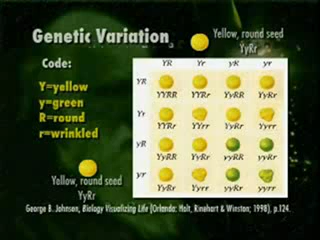 Genetic Variation
Yellow, round seed
YyRr
Code:
Y=yellow
y=green
R=round
r=wrinkled
YR Yr yR yr
YR
YYRR YYRr YyRR YyRr
Yr
YYRr YYrr YyRr Yyrr
yR
YyRR YyRr yyRR yyRr
yr
YyRr Yyrr yyRr yyrr
Yellow, round seed
YyRr
George B. Johnson, Biology Visualizing Life (Orlando: Holt, Rinehart & Winston; 1998), p.124.